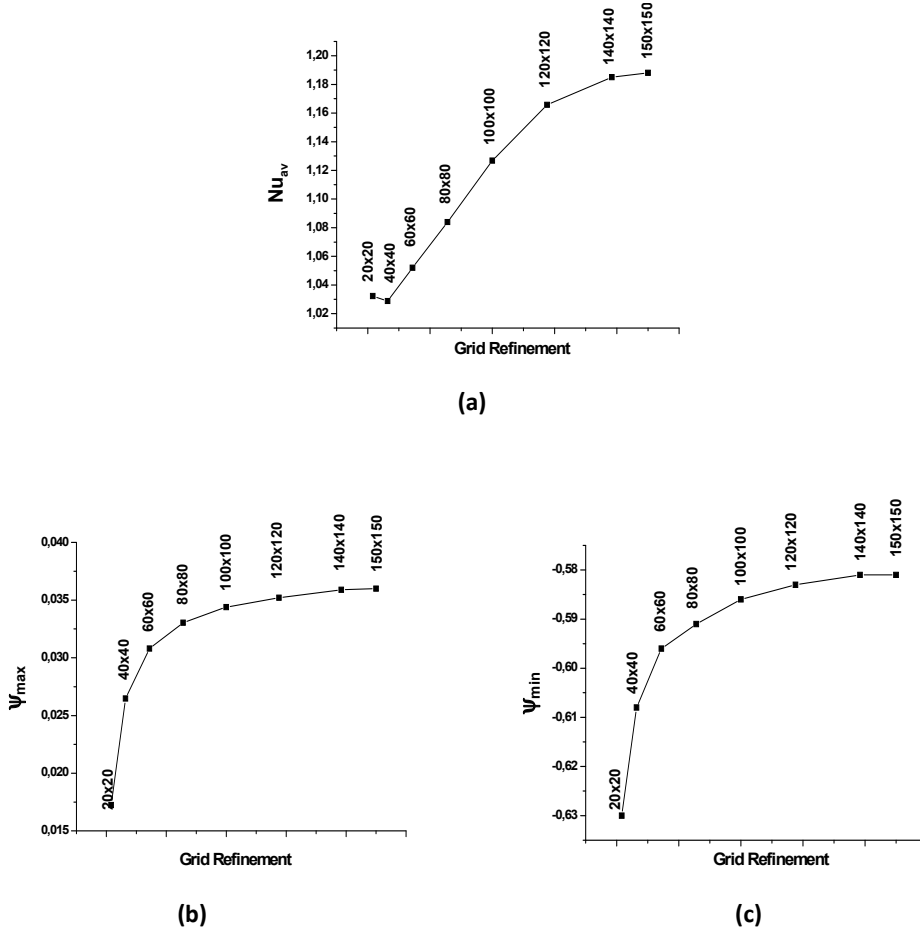 (a)
1,20
1,18
1,16
1,14
1,12
1,10
1,08
1,06
1,04
1,02
Nu_av
20x20
40x40
60x60
80x80
100x100
120x120
140x140
150x150
Grid Refinement
(a)
0,040
0,035
0,030
0,025
0,020
0,015
Ψmax
20x20
40x40
60x60
80x80
100x100
120x120
140x140
150x150
Grid Refinement
(b)
-0,58
-0,59
-0,60
-0,61
-0,62
-0,63
Ψmin
20x20
40x40
60x60
80x80
100x100
120x120
140x140
150x150
Grid Refinement
(c)